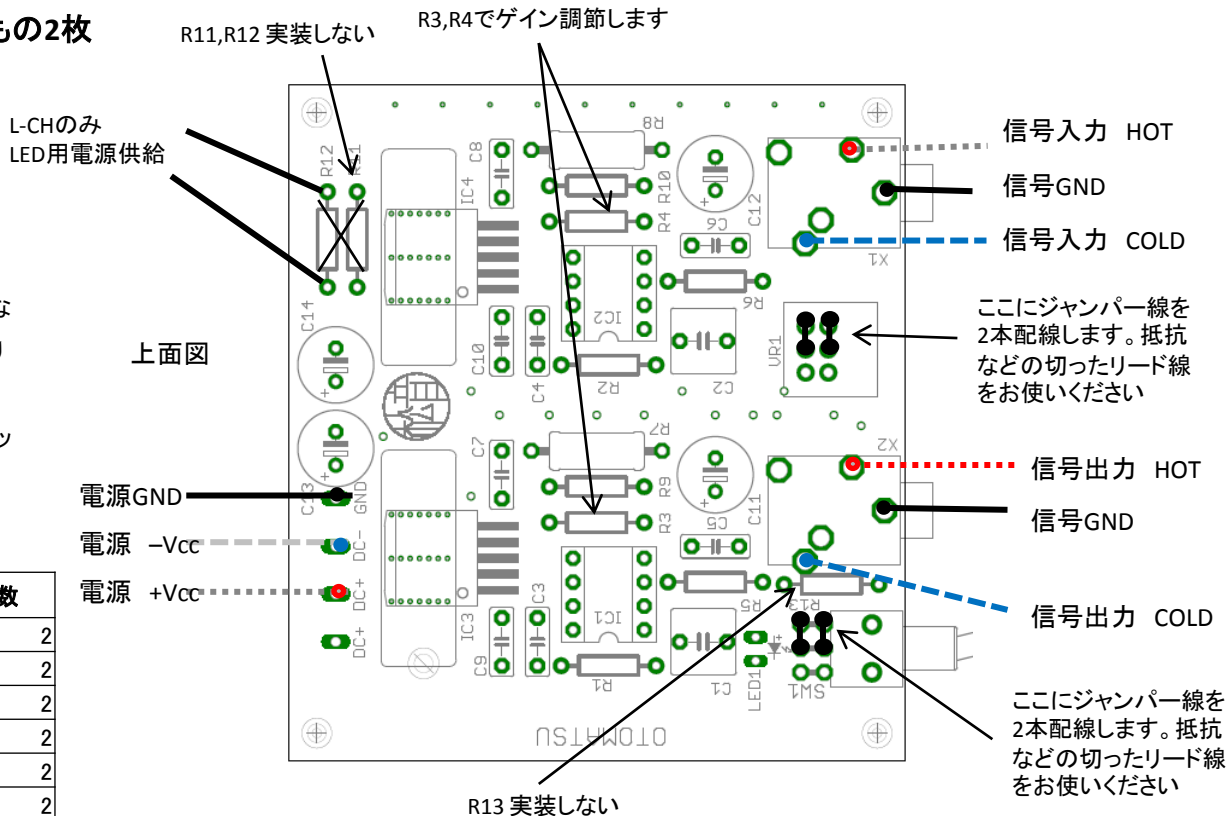 もの2枚
R11,R12 実装しない
R3,R4でゲイン調節します
L-CHのみ
LED用電源供給
上面図
な
ッ
電源GND
電源 –Vcc
電源 +Vcc
数
2
2
2
2
2
2
信号入力 HOT
信号GND
信号入力 COLD
ここにジャンパー線を
2本配線します。抵抗
などの切ったリード線
をお使いください
信号出力 HOT
信号GND
信号出力 COLD
ここにジャンパー線を
2本配線します。抵抗
などの切ったリード線
をお使いください
R13 実装しない
R12
R11
C8
IC4
R8
R10
R4
C12
C6
R6
X1
C14
C10
C4
IC2
R2
C2
VR1
C13
GND
DC-
DC+
DC+
C7
R7
R9
R3
C11
C5
R5
X2
R13
IC3
C9
C3
IC1
R1
C1
LED1
SW1
OTOMATSU